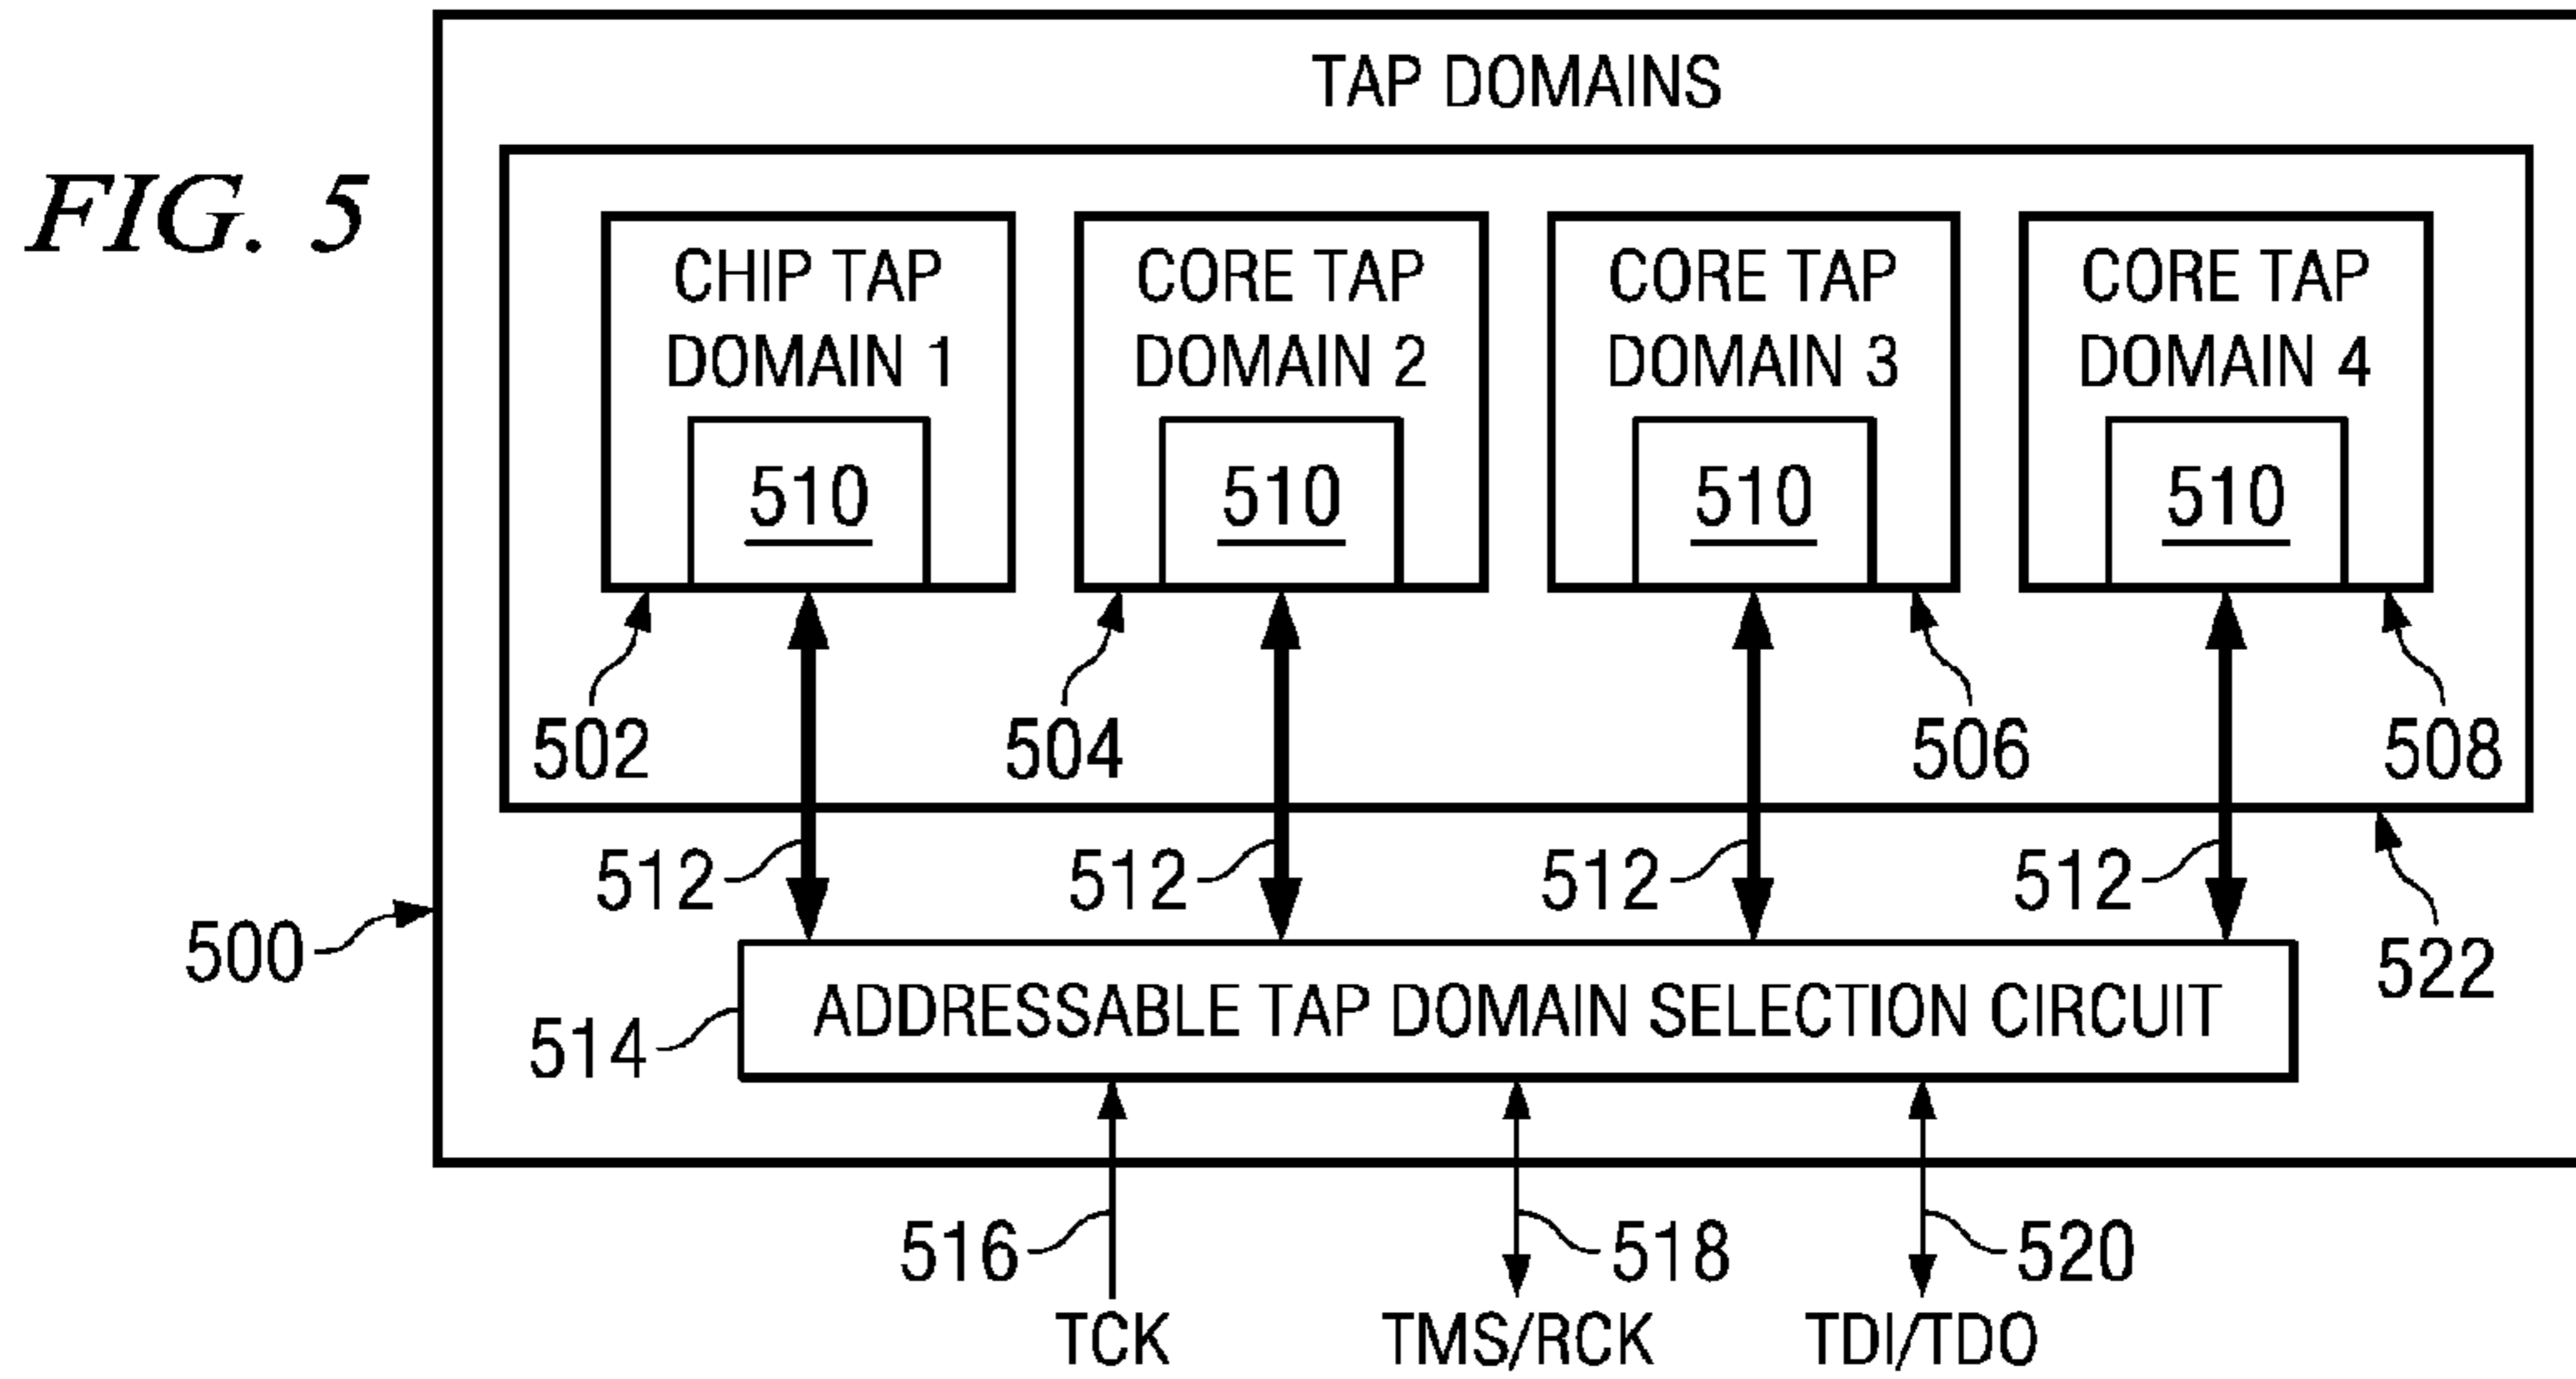 TAP DOMAINS
FIG. 5
CHIP TAP
DOMAIN 1
510
CORE TAP
DOMAIN 2
510
CORE TAP
DOMAIN 3
510
CORE TAP
DOMAIN 4
510
502
504
506
508
512
512
512
512
500
522
514
ADDRESSABLE TAP DOMAIN SELECTION CIRCUIT
516
518
520
TCK
TMS/RCK
TDI/TDO